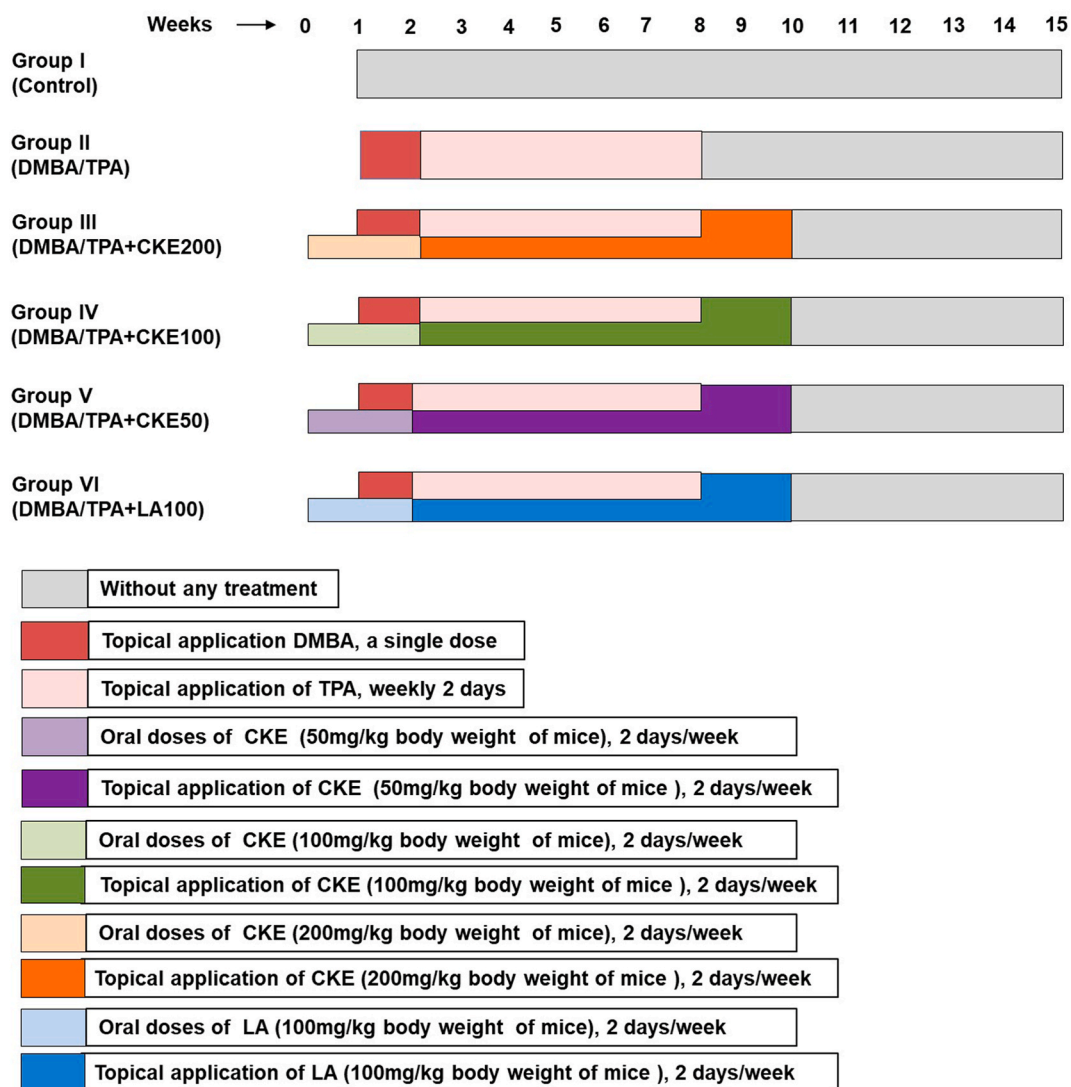 Weeks → 0 1 2 3 4 5 6 7 8 9 10 11 12 13 14 15
Group I
(Control)
Group II
(DMBA/TPA)
Group III
(DMBA/TPA+CKE200)
Group IV
(DMBA/TPA+CKE100)
Group V
(DMBA/TPA+CKE50)
Group VI
(DMBA/TPA+LA100)
Without any treatment
Topical application DMBA, a single dose
Topical application of TPA, weekly 2 days
Oral doses of CKE (50mg/kg body weight of mice), 2 days/week
Topical application of CKE (50mg/kg body weight of mice ), 2 days/week
Oral doses of CKE (100mg/kg body weight of mice), 2 days/week
Topical application of CKE (100mg/kg body weight of mice ), 2 days/week
Oral doses of CKE (200mg/kg body weight of mice), 2 days/week
Topical application of CKE (200mg/kg body weight of mice ), 2 days/week
Oral doses of LA (100mg/kg body weight of mice), 2 days/week
Topical application of LA (100mg/kg body weight of mice ), 2 days/week